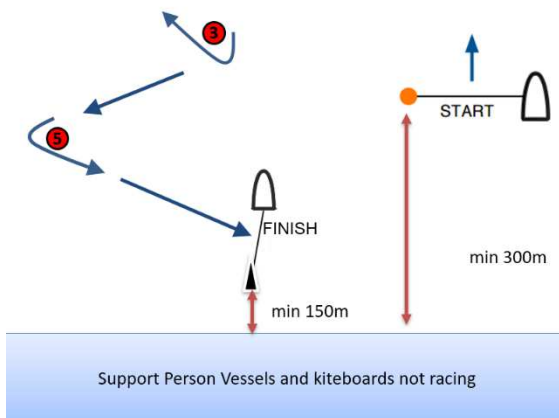 3
START
5
FINISH
min 300m
min 150m
Support Person Vessels and kiteboards not racing